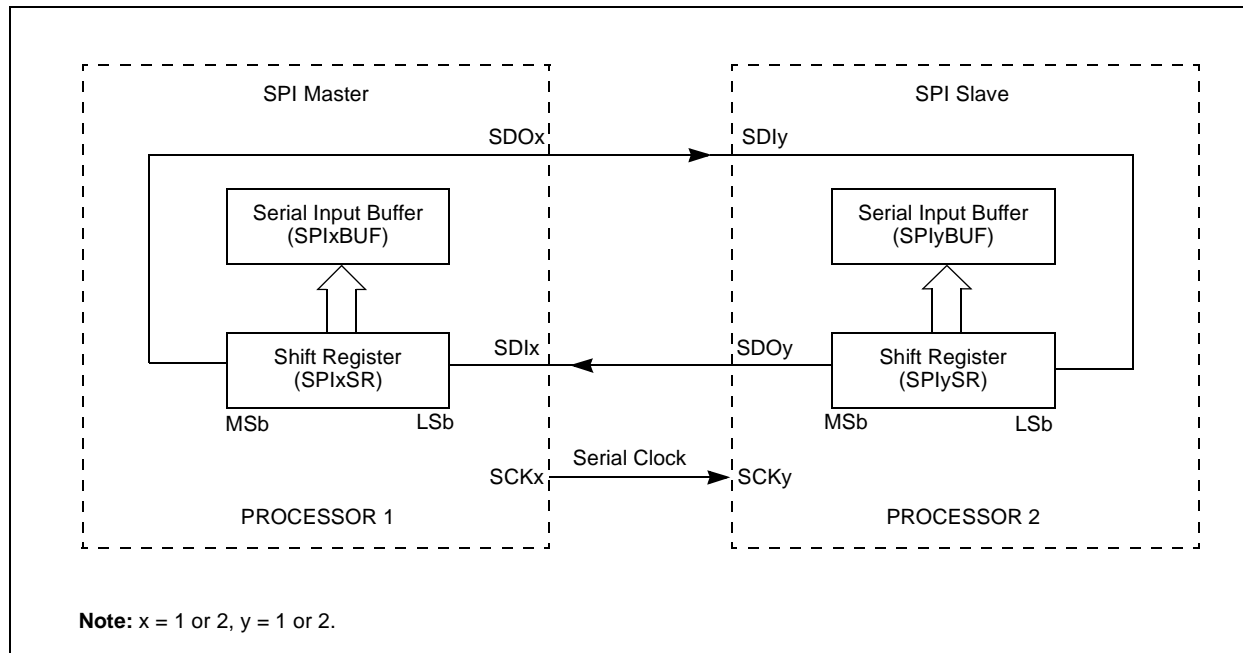 SPI Master
SPI Slave
SDOx
SDIy
Serial Input Buffer
(SPIxBUF)
Serial Input Buffer
(SPIyBUF)
SDIx
SDOy
Shift Register
(SPIxSR)
Shift Register
(SPIySR)
MSb
LSb
MSb
LSb
Serial Clock
SCKx
SCKy
PROCESSOR 1
PROCESSOR 2
Note: x = 1 or 2, y = 1 or 2.